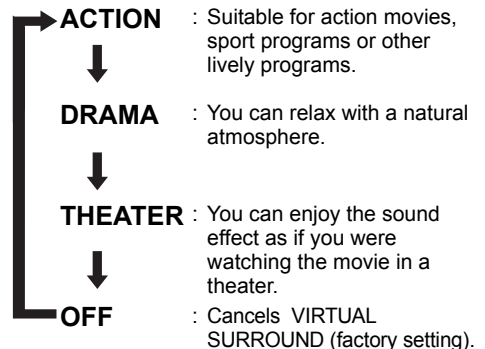 ACTION : Suitable for action movies,
sport programs or other
lively programs.
DRAMA : You can relax with a natural
atmosphere.
THEATER : You can enjoy the sound
effect as if you were
watching the movie in a
theater.
OFF : Cancels VIRTUAL
SURROUND (factory setting).